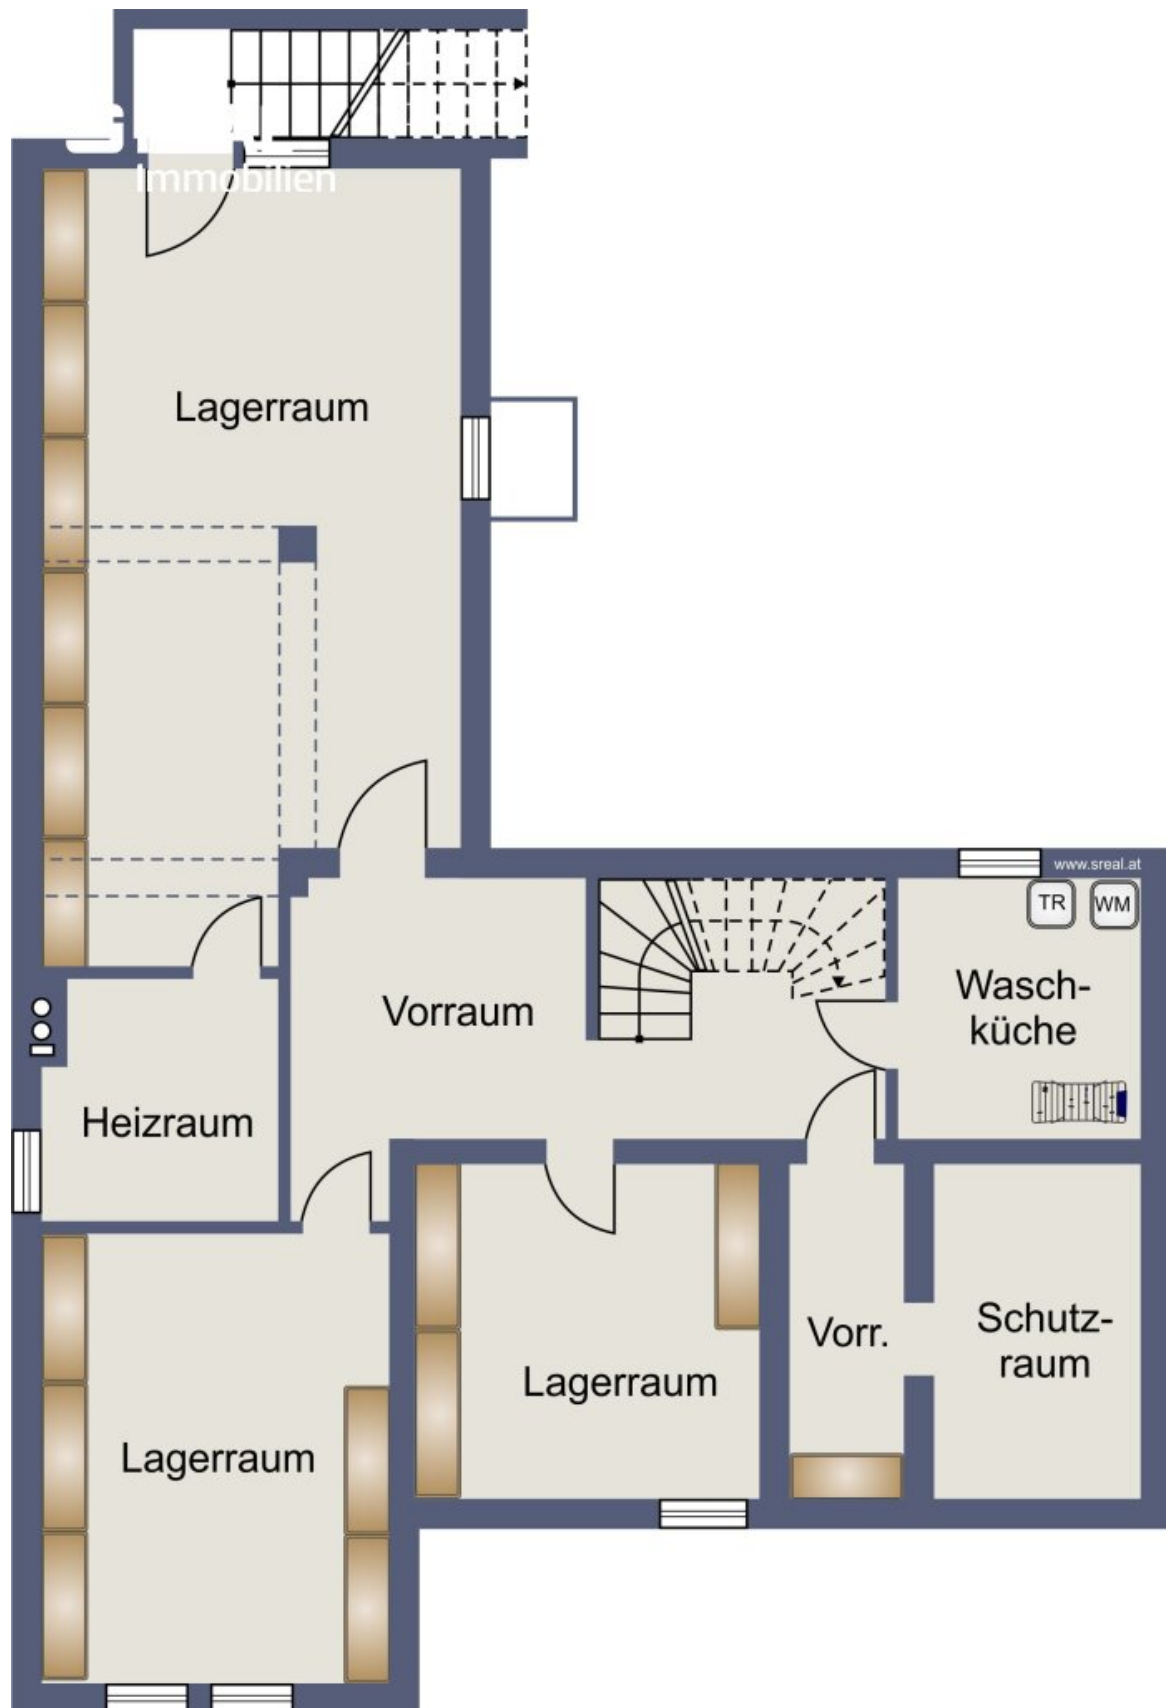 Immobilien
Lagerraum
www.sreal.at
TR
WM
Vorraum
Wasch-
küche
Heizraum
Vorr.
Schutz-
raum
Lagerraum
Lagerraum